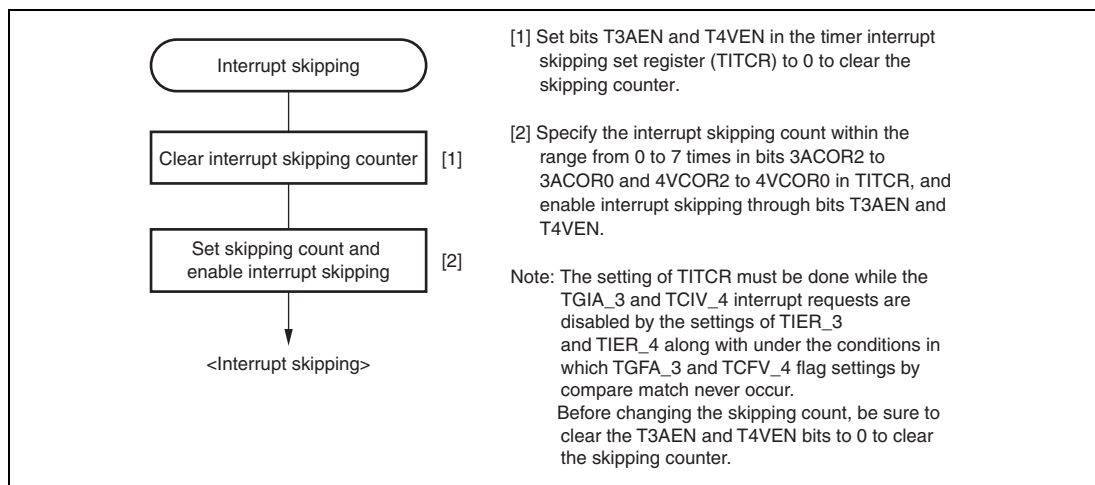 Interrupt skipping
Clear interrupt skipping counter
[1]
Set skipping count and
enable interrupt skipping
[2]
<Interrupt skipping>
[1] Set bits T3AEN and T4VEN in the timer interrupt
skipping set register (TITCR) to 0 to clear the
skipping counter.
[2] Specify the interrupt skipping count within the
range from 0 to 7 times in bits 3ACOR2 to
3ACOR0 and 4VCOR2 to 4VCOR0 in TITCR, and
enable interrupt skipping through bits T3AEN and
T4VEN.
Note: The setting of TITCR must be done while the
TGIA_3 and TCIV_4 interrupt requests are
disabled by the settings of TIER_3
and TIER_4 along with under the conditions in
which TGFA_3 and TCFV_4 flag settings by
compare match never occur.
Before changing the skipping count, be sure to
clear the T3AEN and T4VEN bits to 0 to clear
the skipping counter.